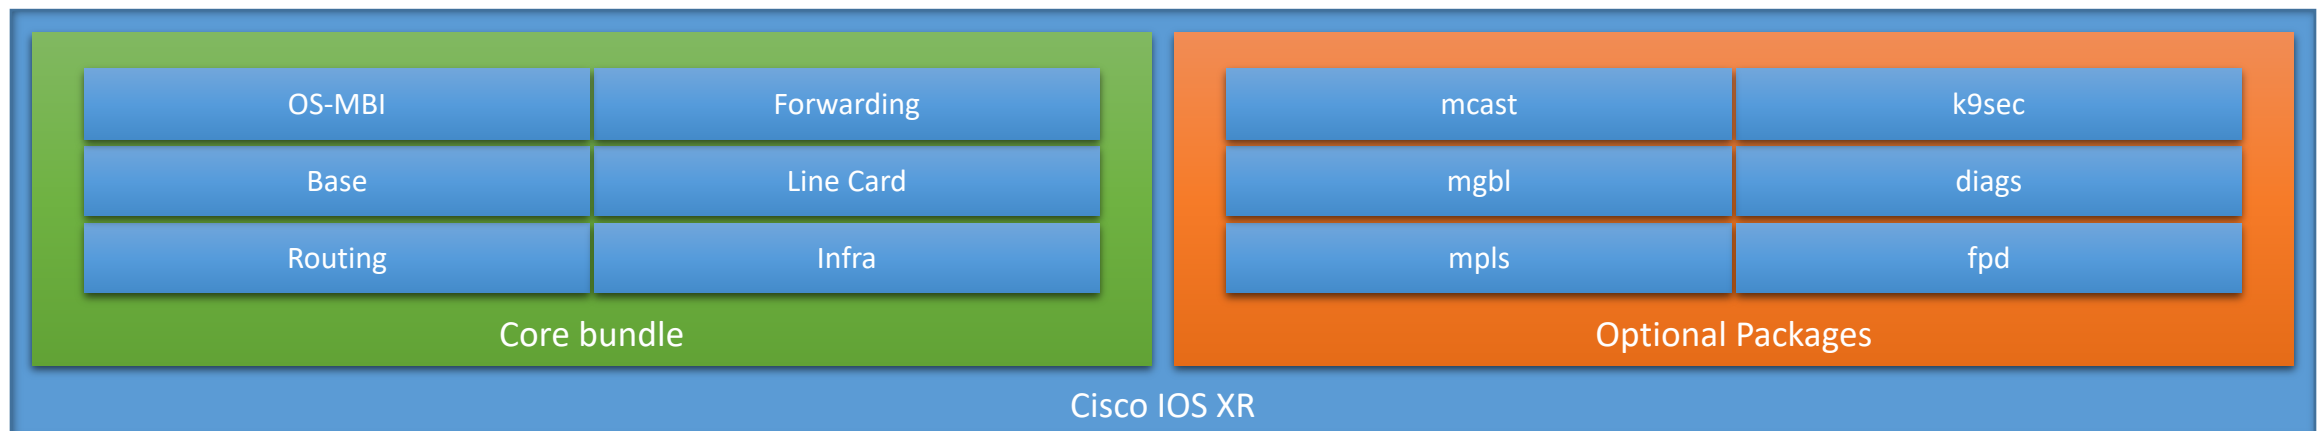 OS-MBI
Forwarding
Base
Line Card
Routing
Infra
Core bundle
mcast
k9sec
mgbl
diags
mpls
fpd
Optional Packages
Cisco IOS XR